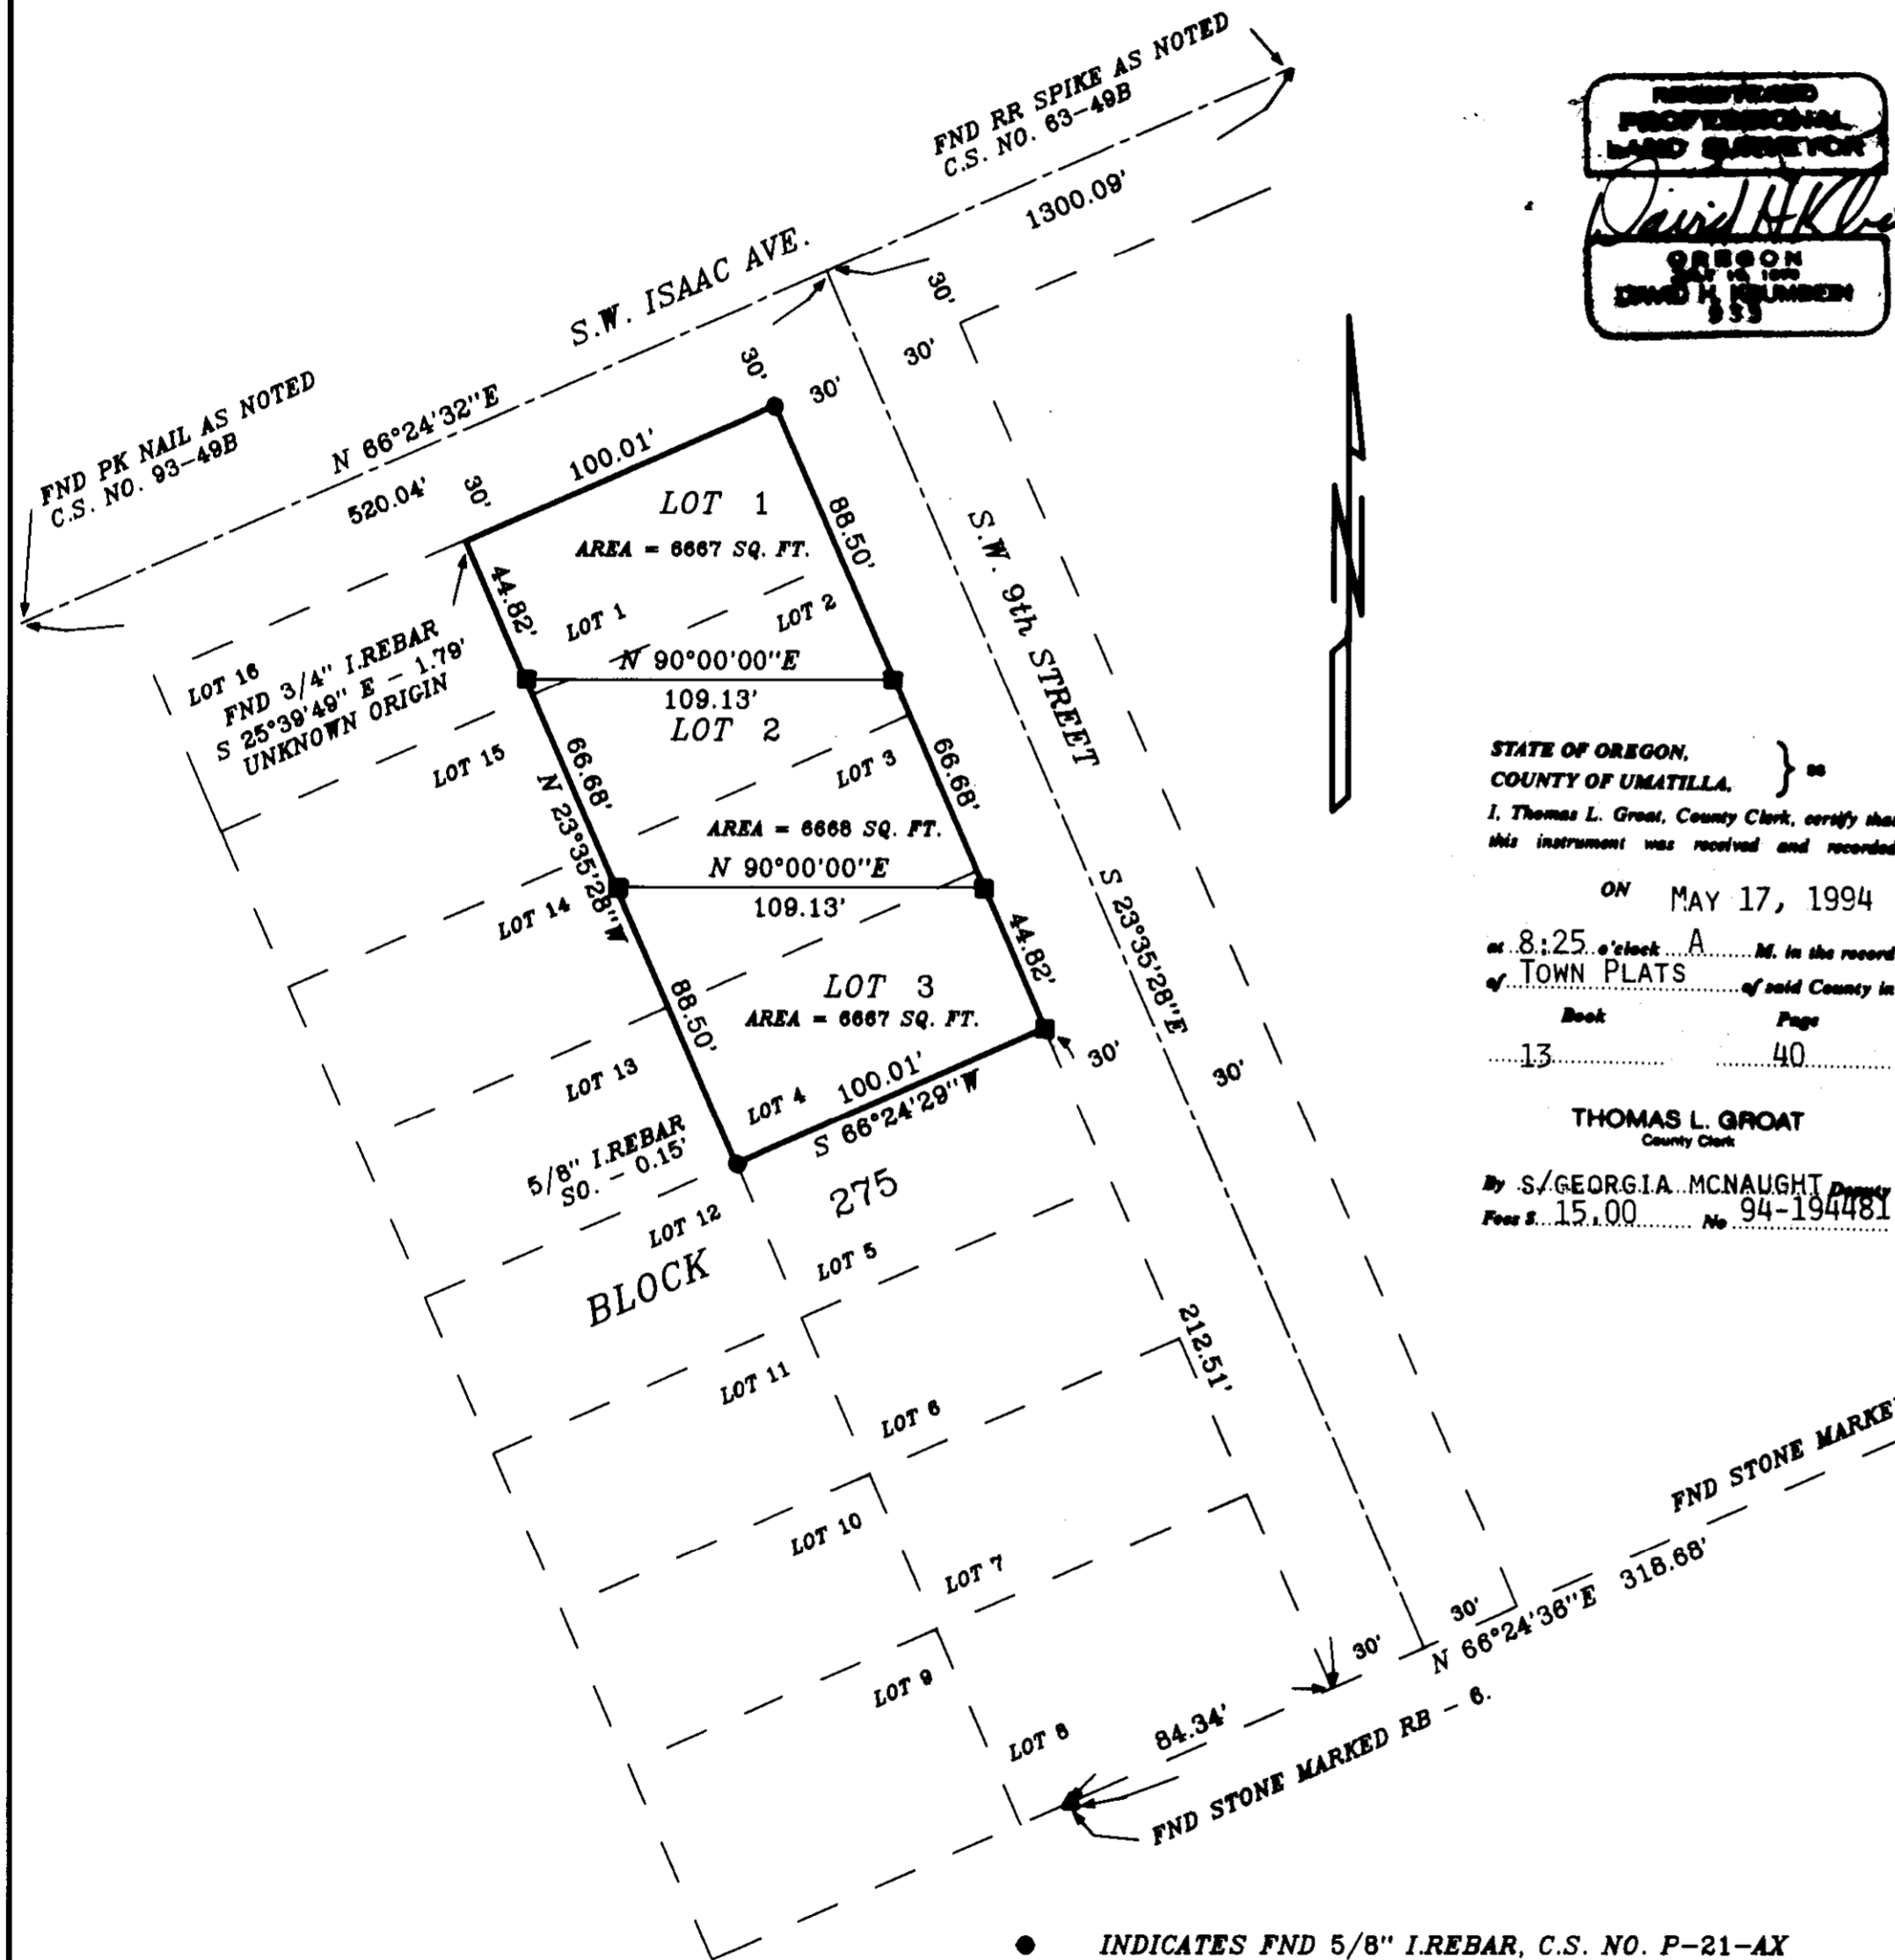 FND RR SPIKE AS NOTED
C.S. NO. 63-49B
1300.09'
S.W. ISAAC AVE.
30'
30'
30'
30'
FND PK NAIL AS NOTED
C.S. NO. 93-49B
N 66°24'32"E
520.04'
30'
100.01'
LOT 1
AREA = 6667 SQ. FT.
88.50'
44.82'
LOT 1
LOT 2
N 90°00'00"E
109.13'
LOT 2
S.W. 9th STREET
LOT 16
FND 3/4" I.REBAR
S 25°39'49" E - 1.79'
UNKNOWN ORIGIN
LOT 15
66.68'
N 23°35'28"W
LOT 3
66.68'
AREA = 6668 SQ. FT.
N 90°00'00"E
109.13'
LOT 14
S 23°35'28"E
44.82'
LOT 3
AREA = 6667 SQ. FT.
88.50'
LOT 13
LOT 4
100.01'
S 66°24'29"W
30'
30'
5/8" I.REBAR
SO. - 0.15'
LOT 12
275
BLOCK
LOT 5
212.51'
LOT 11
LOT 6
LOT 10
LOT 7
LOT 9
LOT 8
84.34'
30'
30'
N 66°24'36"E 318.68'
FND STONE MARKE
FND STONE MARKED RB - 6.
PROFESSIONAL
LAND SURVEYOR
OREGON
DAVID H. KRUMBEIN
N
STATE OF OREGON,
COUNTY OF UMATILLA, } ss
I, Thomas L. Groat, County Clerk, certify that
this instrument was received and recorded
ON MAY 17, 1994
at 8:25 o'clock A M. in the record
of TOWN PLATS of said County in
Book Page
13 40
THOMAS L. GROAT
County Clerk
By S/GEORGIA MCNAUGHT Deputy
Fees $ 15.00 No 94-194481
● INDICATES FND 5/8" I.REBAR, C.S. NO. P-21-AX